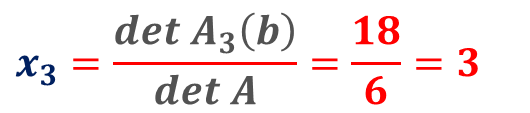 x₃ = det A₃(b) / det A = 18 / 6 = 3